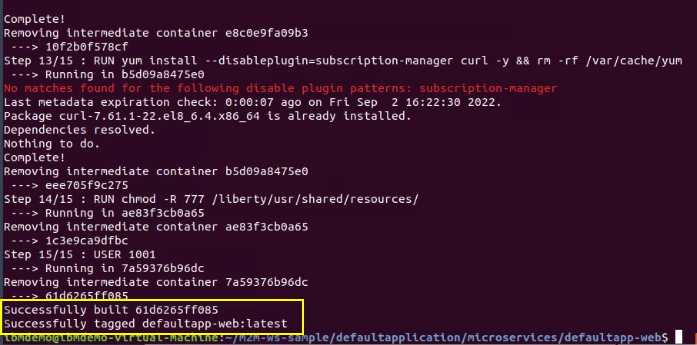 Complete!
Removing intermediate container e8c0e9fa09b3
---> 10f2b0f578cf
Step 13/15 : RUN yum install --disableplugin=subscription-manager curl -y && rm -rf /var/cache/yum
---> Running in b5d09a8475e0
No matches found for the following disable plugin patterns: subscription-manager
Last metadata expiration check: 0:00:07 ago on Fri Sep  2 16:22:30 2022.
Package curl-7.61.1-22.el8_6.4.x86_64 is already installed.
Dependencies resolved.
Nothing to do.
Complete!
Removing intermediate container b5d09a8475e0
---> eee705f9c275
Step 14/15 : RUN chmod -R 777 /liberty/usr/shared/resources/
---> Running in ae83f3cb0a65
Removing intermediate container ae83f3cb0a65
---> 1c3e9ca9dfbc
Step 15/15 : USER 1001
---> Running in 7a59376b96dc
Removing intermediate container 7a59376b96dc
---> 61d6265ff085
Successfully built 61d6265ff085
Successfully tagged defaultapp-web:latest
ibmdemo@ibmdemo-virtual-machine:~/M2M-ws-sample/defaultapplication/microservices/defaultapp-web$